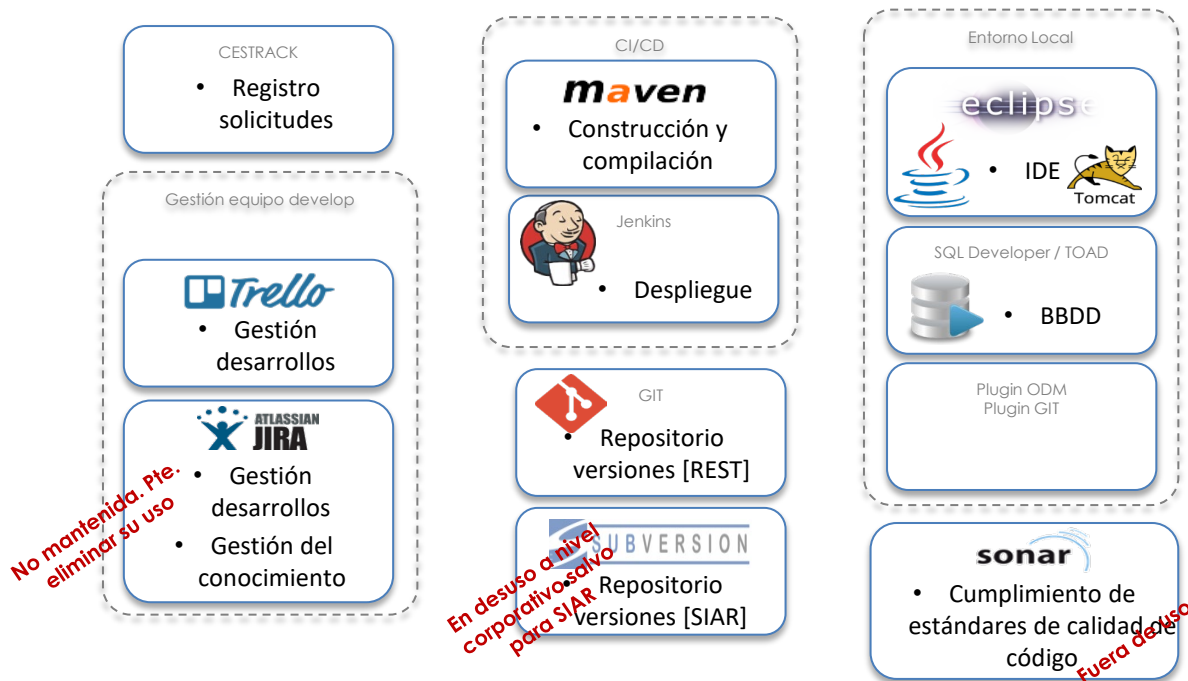 CESTRACK
• Registro
solicitudes
Gestión equipo develop
Trello
• Gestión
desarrollos
ATLASSIAN
JIRA
• Gestión
desarrollos
• Gestión del
conocimiento
No mantenida. Pte.
eliminar su uso
CI/CD
maven
• Construcción y
compilación
Jenkins
• Despliegue
GIT
• Repositorio
versiones [REST]
SUBVERSION
• Repositorio
versiones [SIAR]
En desuso a nivel
corporativo salvo
para SIAR
Entorno Local
eclipse
• IDE
Tomcat
SQL Developer / TOAD
• BBDD
Plugin ODM
Plugin GIT
sonar
• Cumplimiento de
estándares de calidad de
código
Fuera de uso